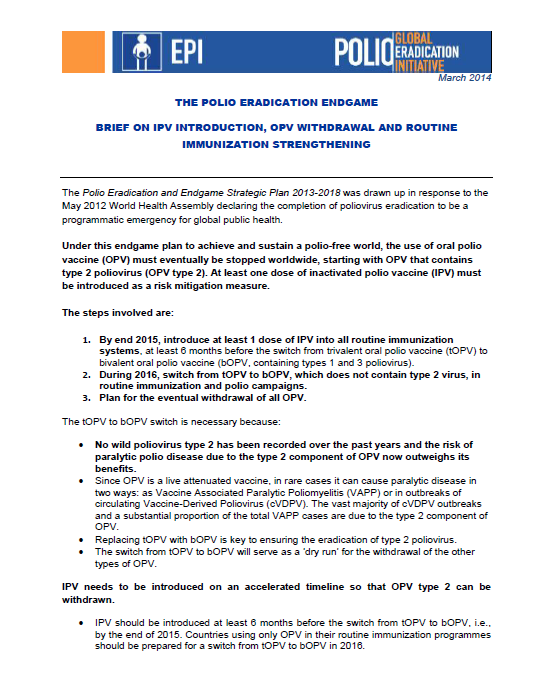 EPI
POLIO GLOBAL
ERADICATION
INITIATIVE
March 2014
THE POLIO ERADICATION ENDGAME
BRIEF ON IPV INTRODUCTION, OPV WITHDRAWAL AND ROUTINE
IMMUNIZATION STRENGTHENING
The Polio Eradication and Endgame Strategic Plan 2013-2018 was drawn up in response to the
May 2012 World Health Assembly declaring the completion of poliovirus eradication to be a
programmatic emergency for global public health.
Under this endgame plan to achieve and sustain a polio-free world, the use of oral polio
vaccine (OPV) must eventually be stopped worldwide, starting with OPV that contains
type 2 poliovirus (OPV type 2). At least one dose of inactivated polio vaccine (IPV) must
be introduced as a risk mitigation measure.
The steps involved are:
1. By end 2015, introduce at least 1 dose of IPV into all routine immunization
systems, at least 6 months before the switch from trivalent oral polio vaccine (tOPV) to
bivalent oral polio vaccine (bOPV, containing types 1 and 3 poliovirus).
2. During 2016, switch from tOPV to bOPV, which does not contain type 2 virus, in
routine immunization and polio campaigns.
3. Plan for the eventual withdrawal of all OPV.
The tOPV to bOPV switch is necessary because:
• No wild poliovirus type 2 has been recorded over the past years and the risk of
paralytic polio disease due to the type 2 component of OPV now outweighs its
benefits.
• Since OPV is a live attenuated vaccine, in rare cases it can cause paralytic disease in
two ways: as Vaccine Associated Paralytic Poliomyelitis (VAPP) or in outbreaks of
circulating Vaccine-Derived Poliovirus (cVDPV). The vast majority of cVDPV outbreaks
and a substantial proportion of the total VAPP cases are due to the type 2 component of
OPV.
• Replacing tOPV with bOPV is key to ensuring the eradication of type 2 poliovirus.
• The switch from tOPV to bOPV will serve as a 'dry run' for the withdrawal of the other
types of OPV.
IPV needs to be introduced on an accelerated timeline so that OPV type 2 can be
withdrawn.
• IPV should be introduced at least 6 months before the switch from tOPV to bOPV, i.e.,
by the end of 2015. Countries using only OPV in their routine immunization programmes
should be prepared for a switch from tOPV to bOPV in 2016.